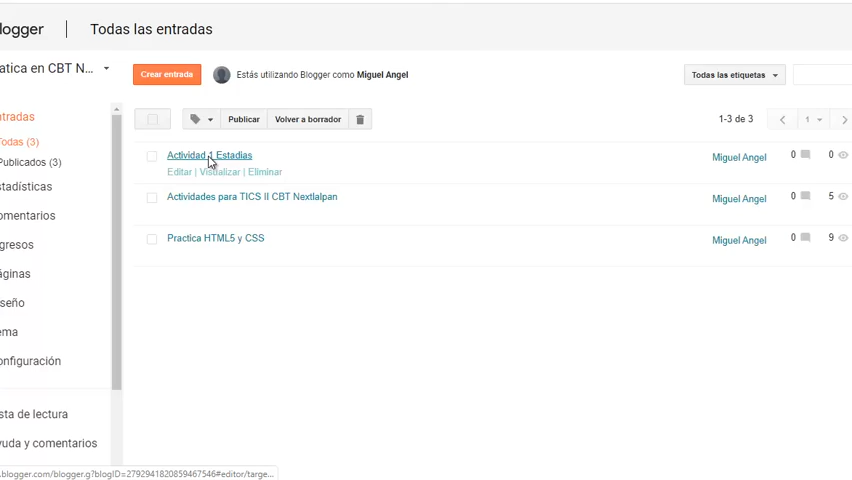 logger | Todas las entradas
atica en CBT N...
Crear entrada
Estás utilizando Blogger como Miguel Angel
Todas las etiquetas
ntradas
Todas (3)
Publicados (3)
stadísticas
omentarios
gresos
áginas
seño
ema
onfiguración
sta de lectura
yuda y comentarios
Publicar
Volver a borrador
1-3 de 3
1
Actividad 1 Estadias
Editar | Visualizar | Eliminar
Miguel Angel
0
0
Actividades para TICS II CBT Nextlalpan
Miguel Angel
0
5
Practica HTML5 y CSS
Miguel Angel
0
9
.blogger.com/blogger.g?blogID=2792941820859467546#editor/targe...